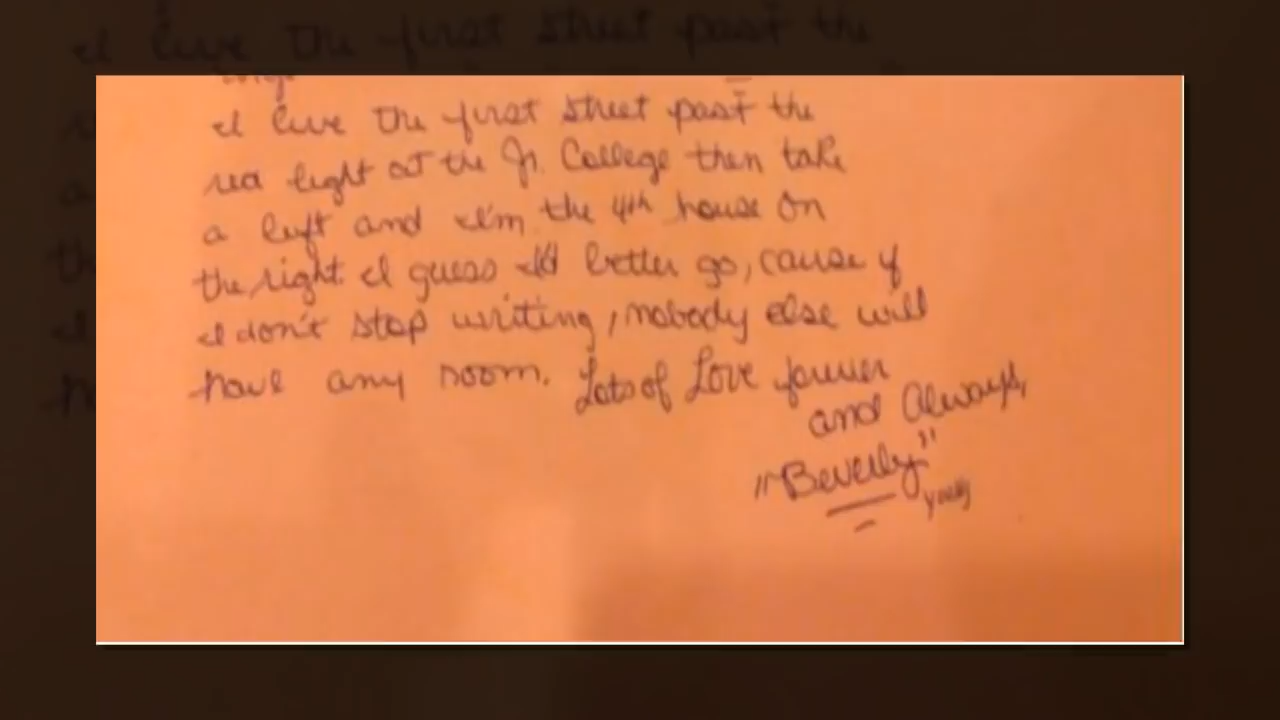 I live the first street past the
red light at the Jr. College then take
a left and I'm the 4th house on
the right. I guess I'd better go, cause if
I don't stop writing, nobody else will
have any room. Lots of Love forever
and Always,
"Beverly"